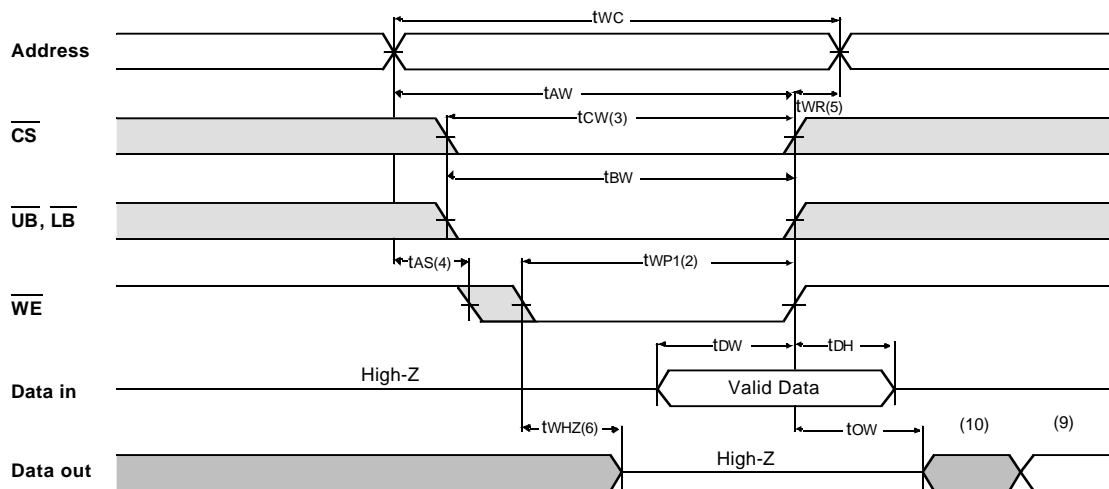 tWC
Address
tAW
tWR(5)
tCW(3)
CS
tBW
UB, LB
tAS(4)
tWP1(2)
WE
tDW
tDH
High-Z
Valid Data
Data in
tWHZ(6)
tOW
(10)
(9)
High-Z
Data out